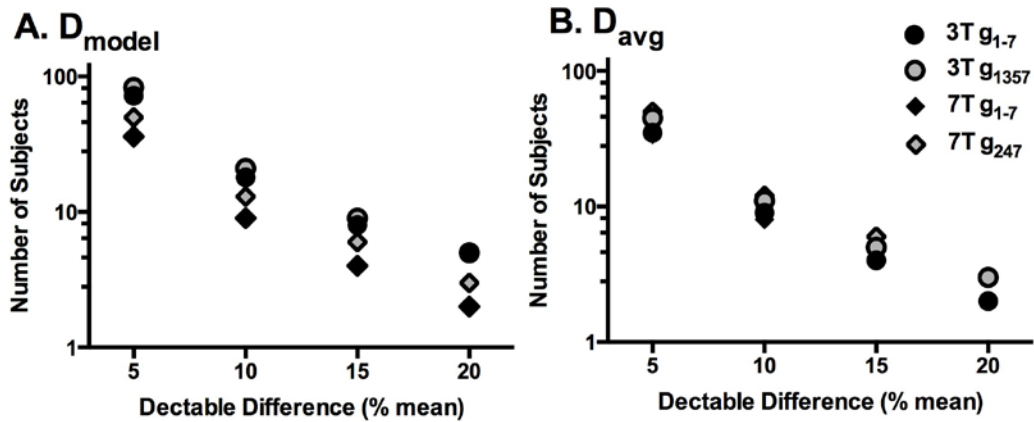 A. Dmodel
100
10
1
Number of Subjects
5 10 15 20
Dectable Difference (% mean)
B. Davg
100
10
1
Number of Subjects
5 10 15 20
Dectable Difference (% mean)
3T g1-7
3T g1357
7T g1-7
7T g247